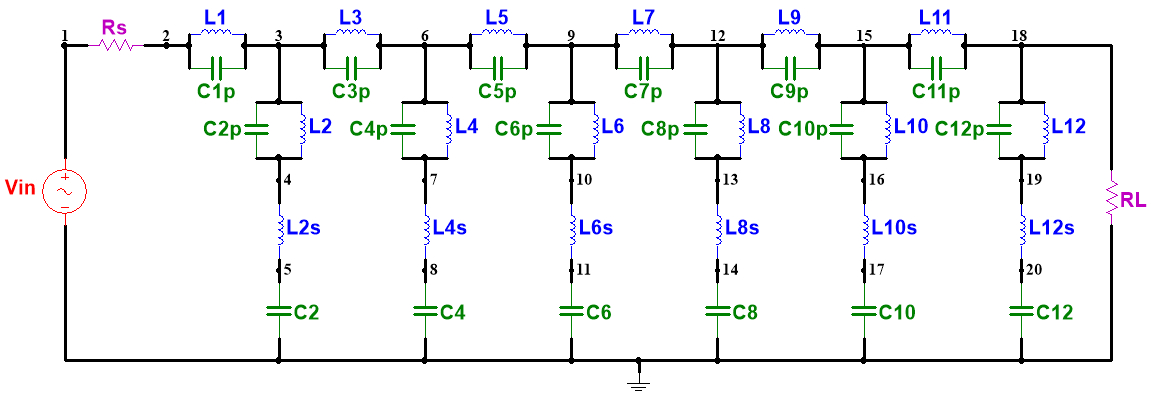 L1 L3 L5 L7 L9 L11
Rs
1 2 3 6 9 12 15 18
C1p C3p C5p C7p C9p C11p
C2p L2 C4p L4 C6p L6 C8p L8 C10p L10 C12p L12
4 7 10 13 16 19
Vin
+
−
RL
L2s L4s L6s L8s L10s L12s
5 8 11 14 17 20
C2 C4 C6 C8 C10 C12